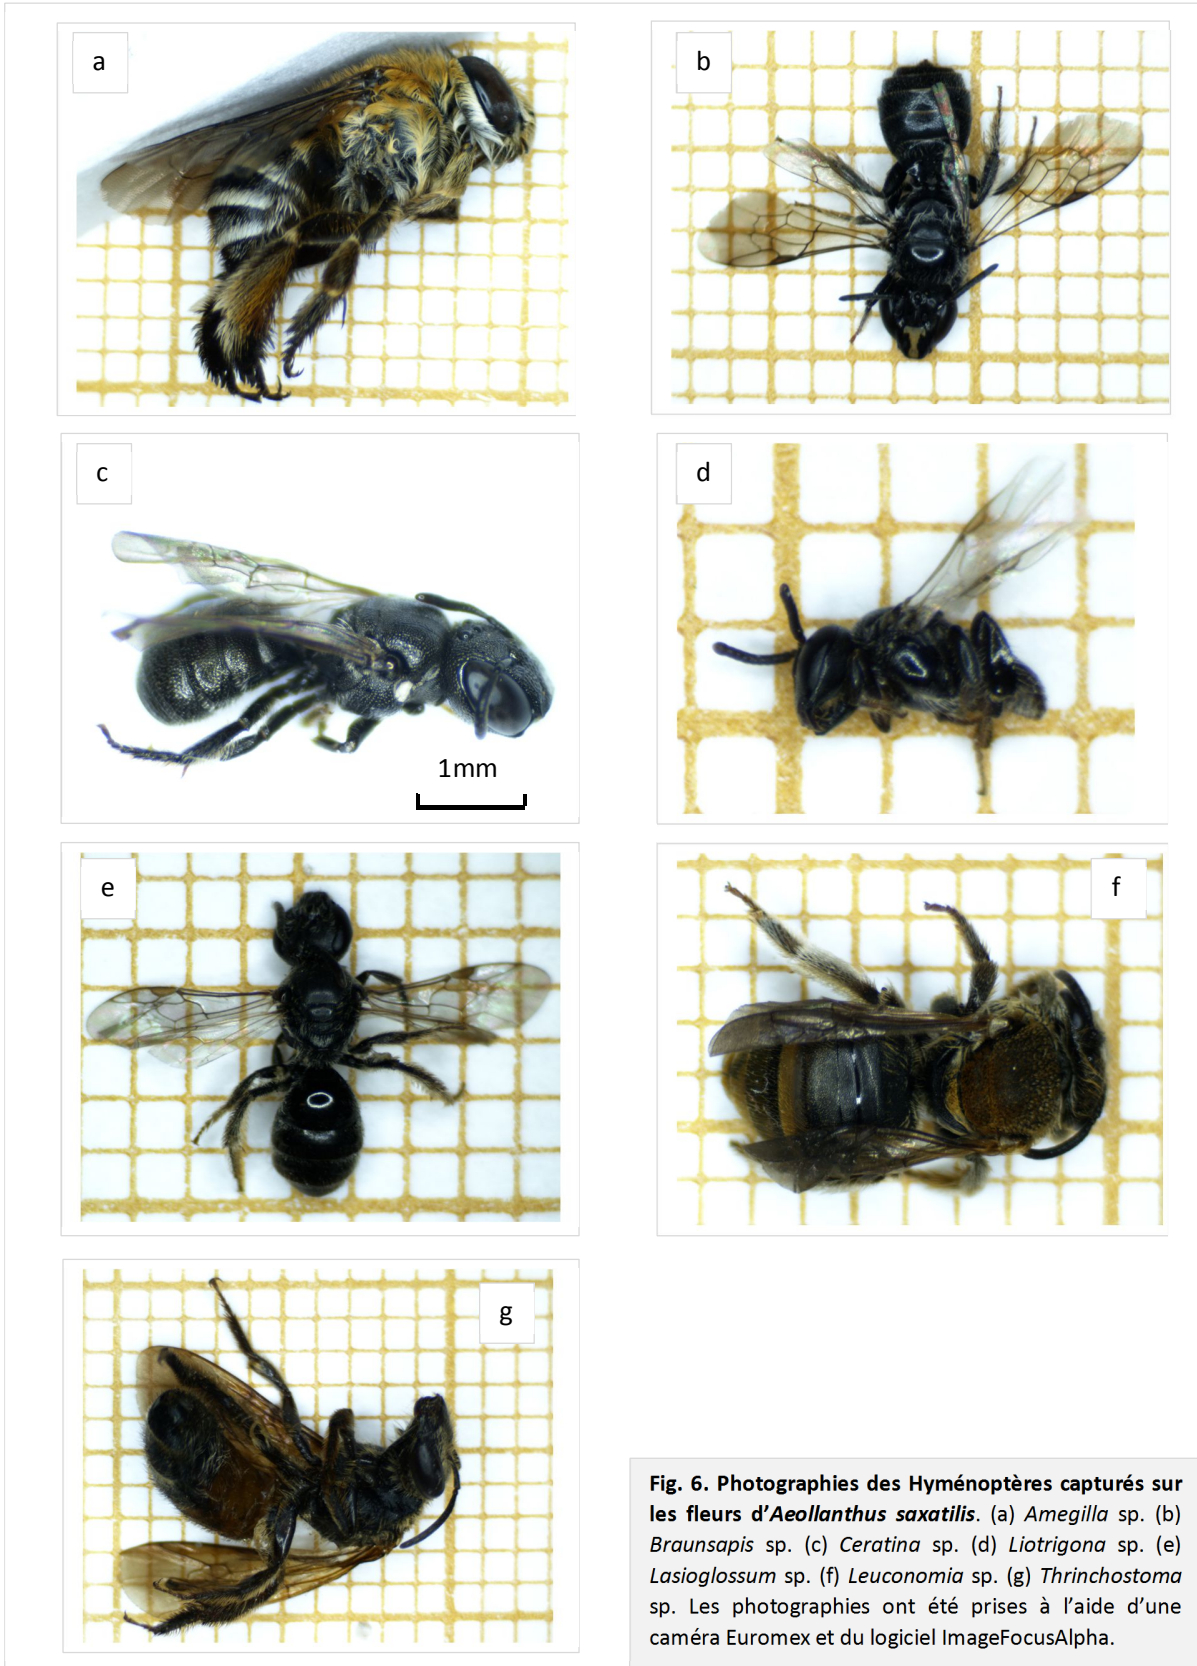 a
b
c
1mm
d
e
f
g
Fig. 6. Photographies des Hyménoptères capturés sur
les fleurs d’Aeollanthus saxatilis. (a) Amegilla sp. (b)
Braunsapis sp. (c) Ceratina sp. (d) Liotrigona sp. (e)
Lasioglossum sp. (f) Leuconomia sp. (g) Thrinchostoma
sp. Les photographies ont été prises à l’aide d’une
caméra Euromex et du logiciel ImageFocusAlpha.